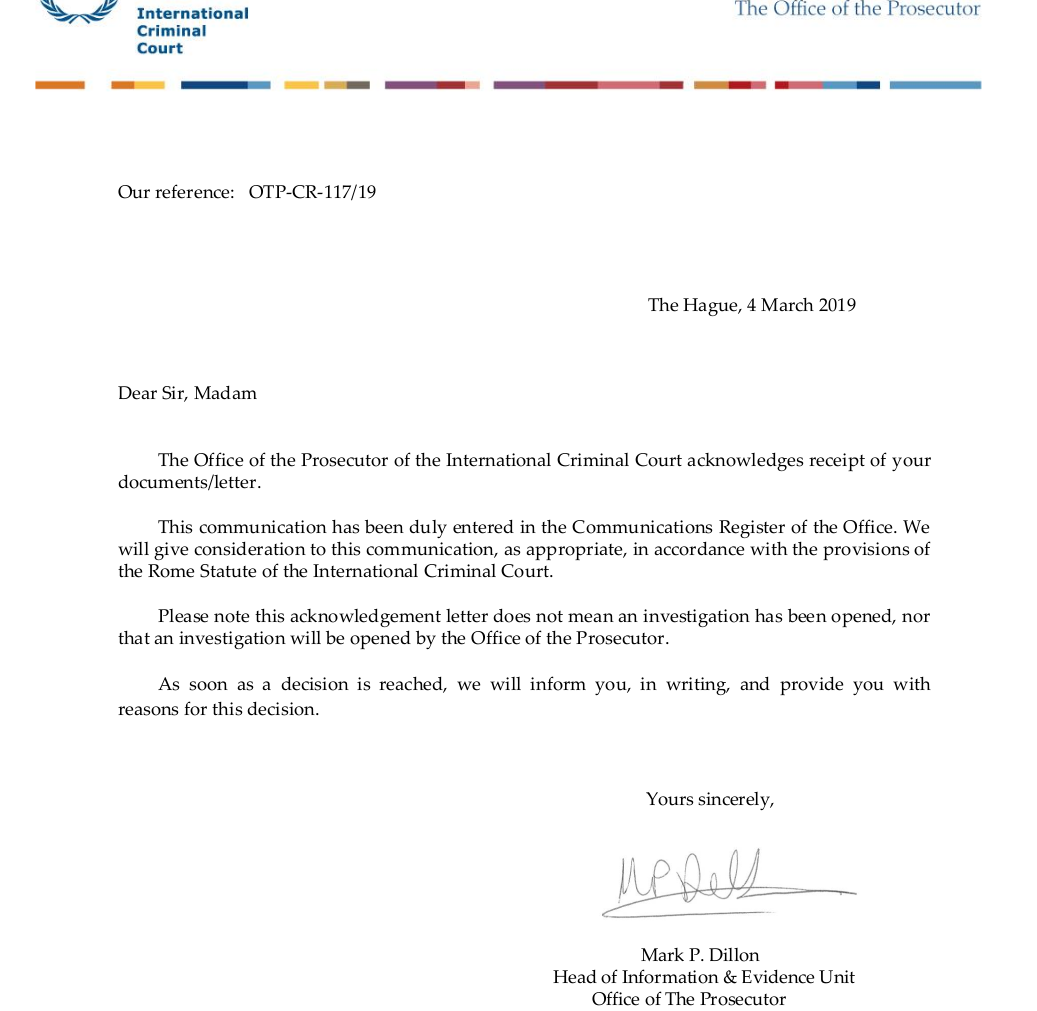 International
Criminal
Court
The Office of the Prosecutor
Our reference: OTP-CR-117/19
The Hague, 4 March 2019
Dear Sir, Madam
The Office of the Prosecutor of the International Criminal Court acknowledges receipt of your
documents/letter.
This communication has been duly entered in the Communications Register of the Office. We
will give consideration to this communication, as appropriate, in accordance with the provisions of
the Rome Statute of the International Criminal Court.
Please note this acknowledgement letter does not mean an investigation has been opened, nor
that an investigation will be opened by the Office of the Prosecutor.
As soon as a decision is reached, we will inform you, in writing, and provide you with
reasons for this decision.
Yours sincerely,
Mark P. Dillon
Head of Information & Evidence Unit
Office of The Prosecutor